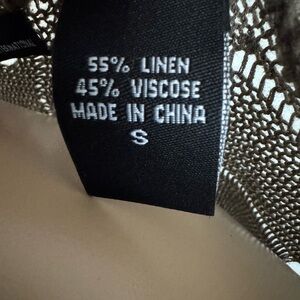 55% LINEN
45% VISCOSE
MADE IN CHINA
S